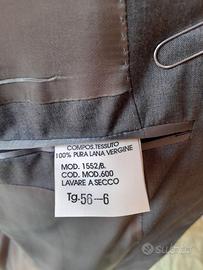 COMPOS.TESSUTO
100% PURA LANA VERGINE
MOD. 1552/B.
COD. MOD.600
LAVARE A SECCO
Tg.56-6
subito